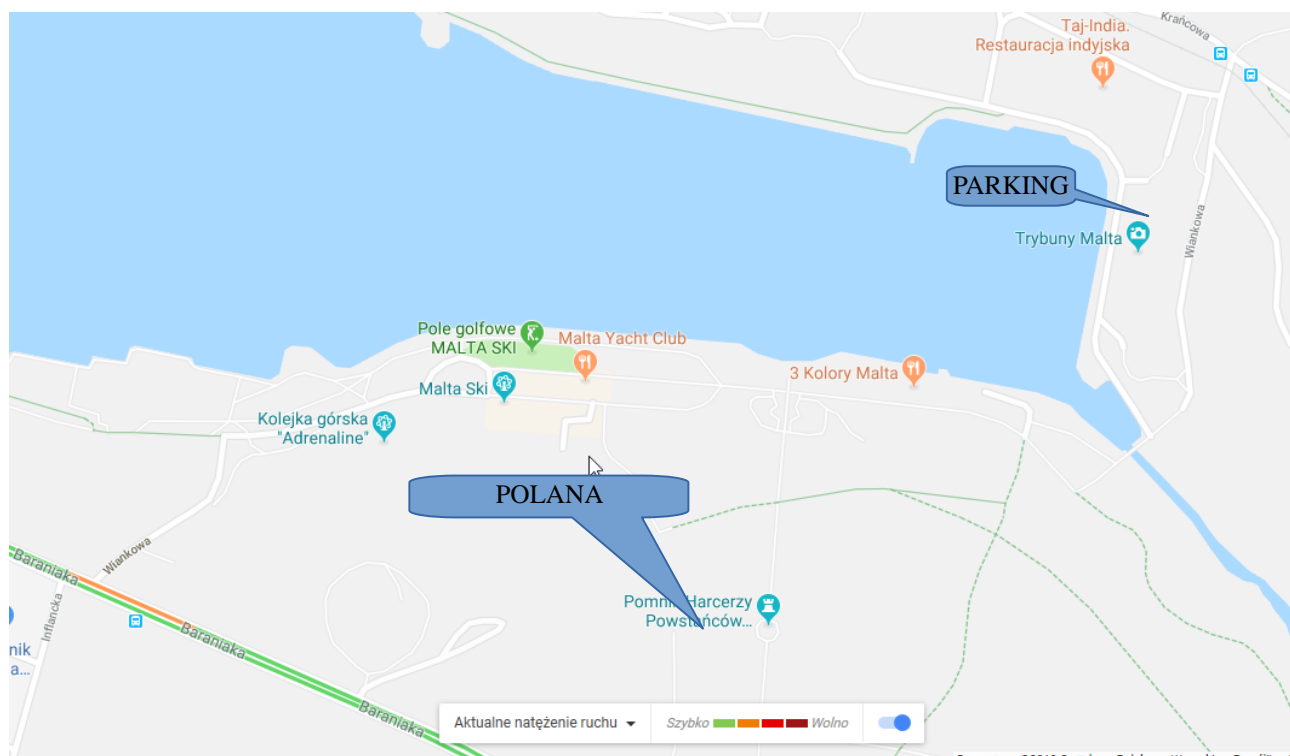 Krańcowa
Taj-India.
Restauracja indyjska
PARKING
Trybuny Malta
Wiankowa
Pole golfowe
MALTA SKI
Malta Yacht Club
3 Kolory Malta
Malta Ski
Kolejka górska
"Adrenaline"
POLANA
Wiankowa
Baraniaka
Inflancka
Baraniaka
Pomnik Harcerzy
Powstańców...
nik
a...
Baraniaka
Aktualne natężenie ruchu
Szybko
Wolno